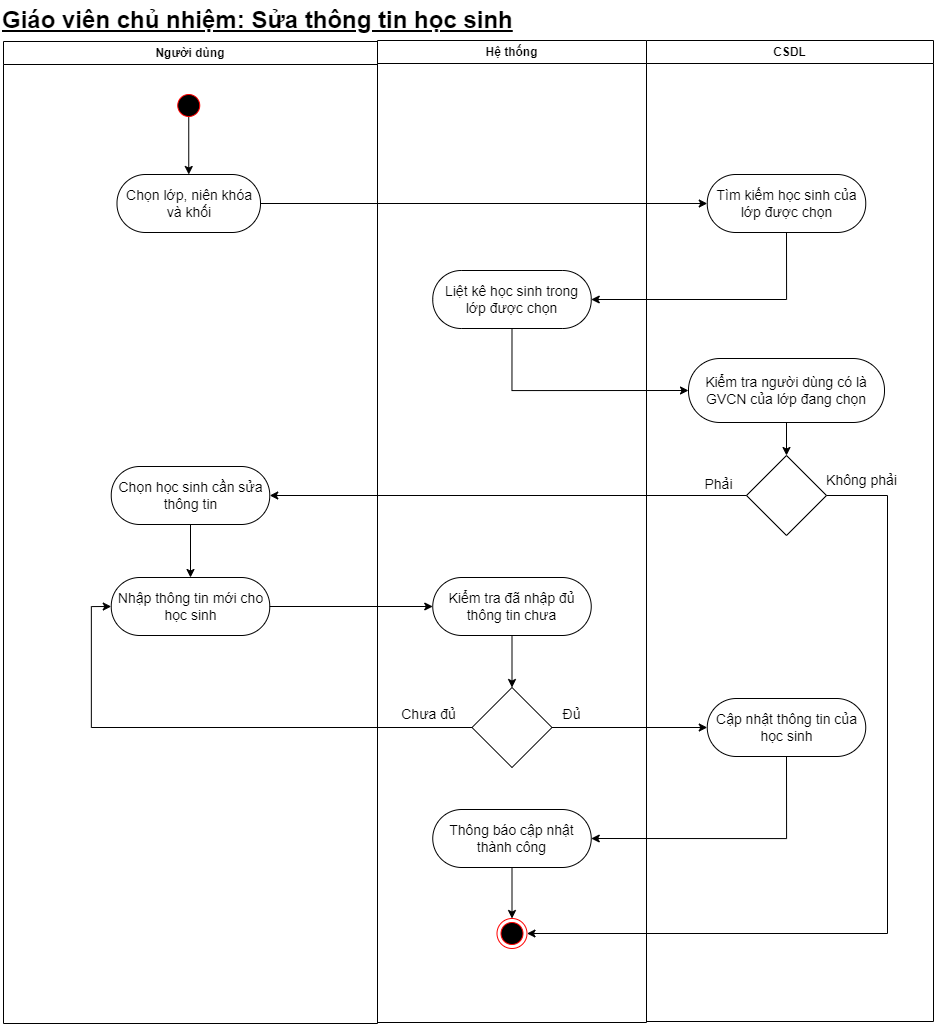 Giáo viên chủ nhiệm: Sửa thông tin học sinh
Người dùng
Hệ thống
CSDL
Chọn lớp, niên khóa
và khối
Tìm kiếm học sinh của
lớp được chọn
Liệt kê học sinh trong
lớp được chọn
Kiểm tra người dùng có là
GVCN của lớp đang chọn
Phải
Không phải
Chọn học sinh cần sửa
thông tin
Nhập thông tin mới cho
học sinh
Kiểm tra đã nhập đủ
thông tin chưa
Chưa đủ
Đủ
Cập nhật thông tin của
học sinh
Thông báo cập nhật
thành công